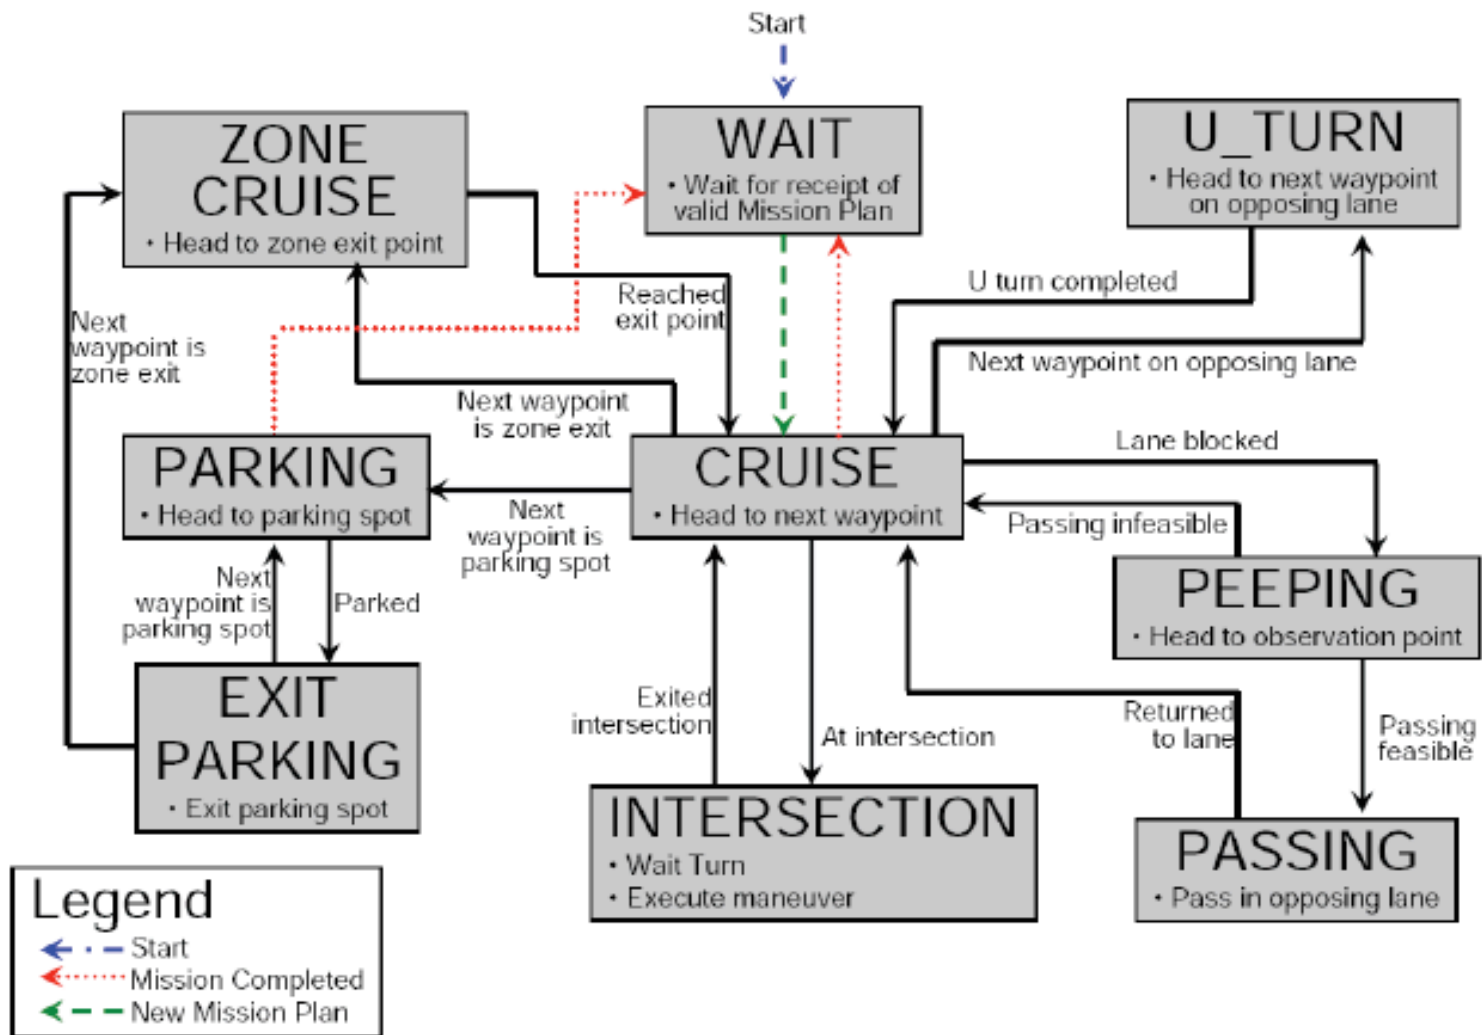 Start
ZONE
CRUISE
• Head to zone exit point
WAIT
• Wait for receipt of
valid Mission Plan
U_TURN
• Head to next waypoint
on opposing lane
Next
waypoint is
zone exit
Reached
exit point
U turn completed
Next waypoint on opposing lane
Next waypoint
is zone exit
PARKING
• Head to parking spot
CRUISE
• Head to next waypoint
Lane blocked
Next
waypoint is
parking spot
Passing infeasible
Next
waypoint is
parking spot
Parked
PEEPING
• Head to observation point
EXIT
PARKING
• Exit parking spot
Exited
intersection
At intersection
Returned
to lane
Passing
feasible
INTERSECTION
• Wait Turn
• Execute maneuver
PASSING
• Pass in opposing lane
Legend
Start
Mission Completed
New Mission Plan